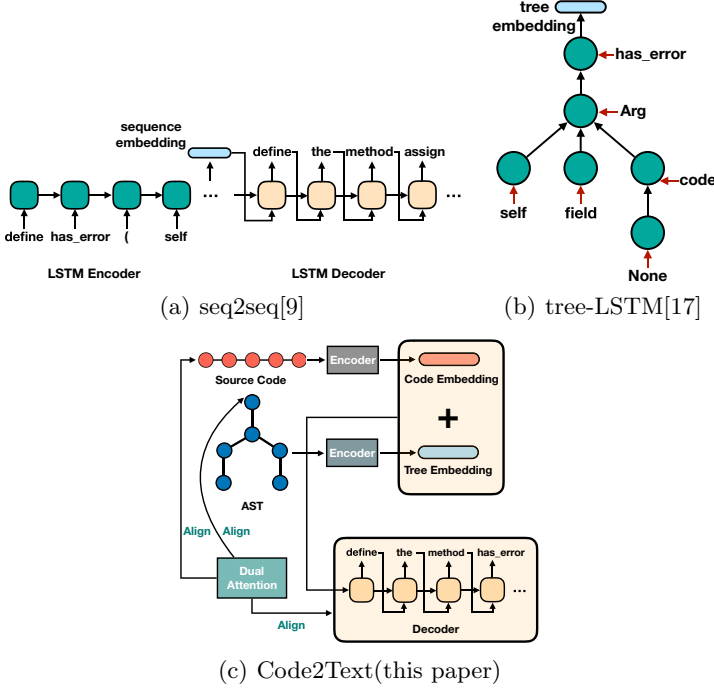 tree
embedding
has_error
Arg
code
self
field
None
sequence
embedding
define
the
method
assign
...
...
define
has_error
(
self
LSTM Encoder
LSTM Decoder
(a) seq2seq[9]
(b) tree-LSTM[17]
Source Code
Encoder
Code Embedding
+
AST
Encoder
Tree Embedding
Align
Align
Dual
Attention
Align
define
the
method
has_error
...
Decoder
(c) Code2Text(this paper)